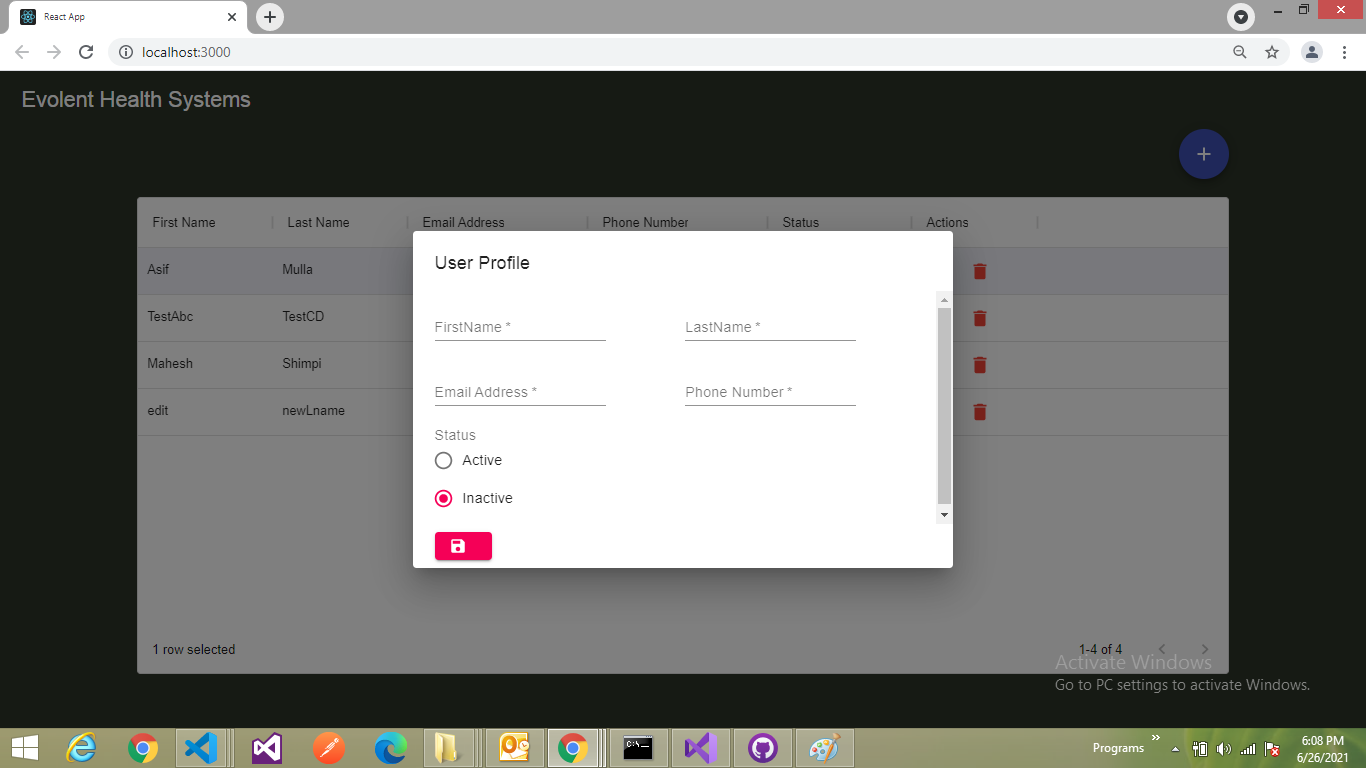 React App
localhost:3000
Evolent Health Systems
First Name Last Name Email Address Phone Number Status Actions
Asif Mulla
TestAbc TestCD
Mahesh Shimpi
edit newLname
User Profile
FirstName * LastName *
Email Address * Phone Number *
Status
Active
Inactive
1 row selected 1-4 of 4
Activate Windows
Go to PC settings to activate Windows.
C:\_
Programs
6:08 PM
6/26/2021